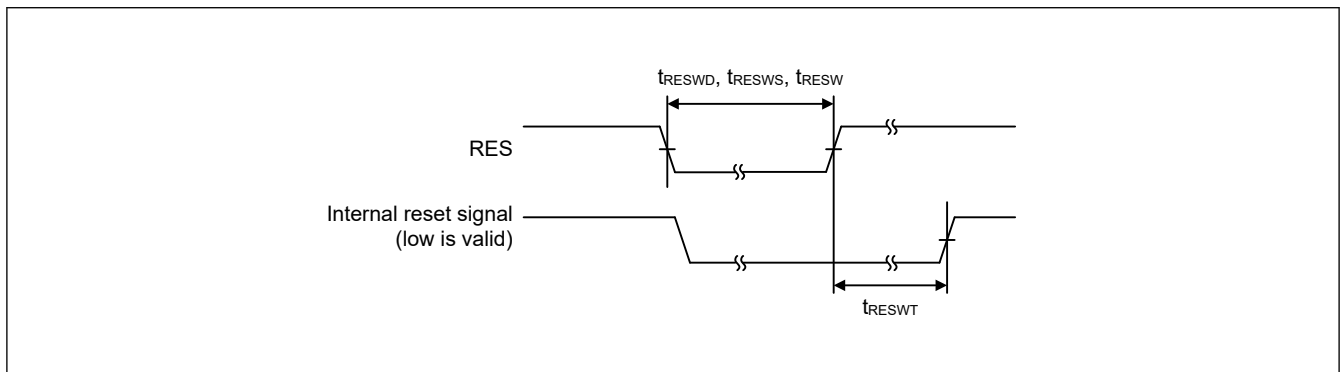 tRESWD, tRESWS, tRESW
RES
Internal reset signal
(low is valid)
tRESWT